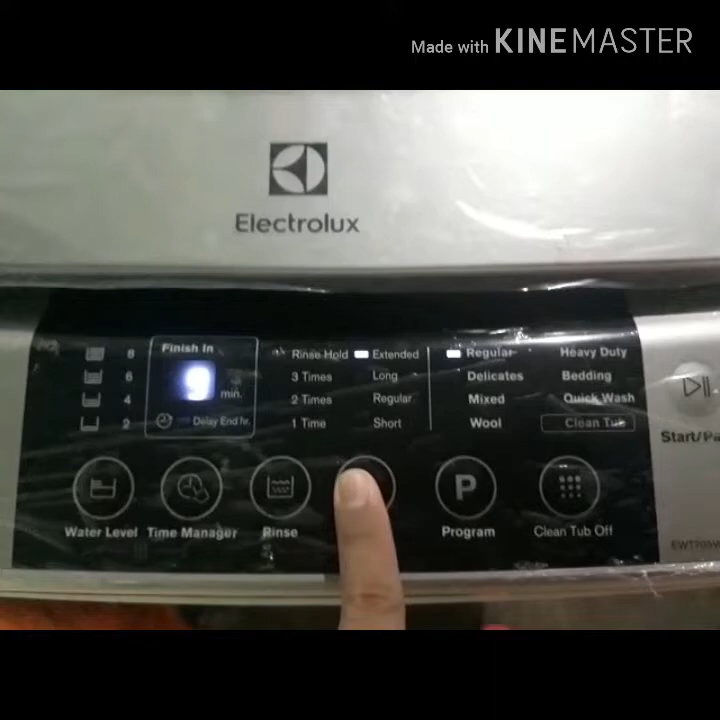 Made with KINEMASTER
Electrolux
Finish In
9 min.
Delay End hr.
8
6
4
2
Rinse Hold
3 Times
2 Times
1 Time
Extended
Long
Regular
Short
Regular
Delicates
Mixed
Wool
Heavy Duty
Bedding
Quick Wash
Clean Tub
Water Level
Time Manager
Rinse
P
Program
Clean Tub Off